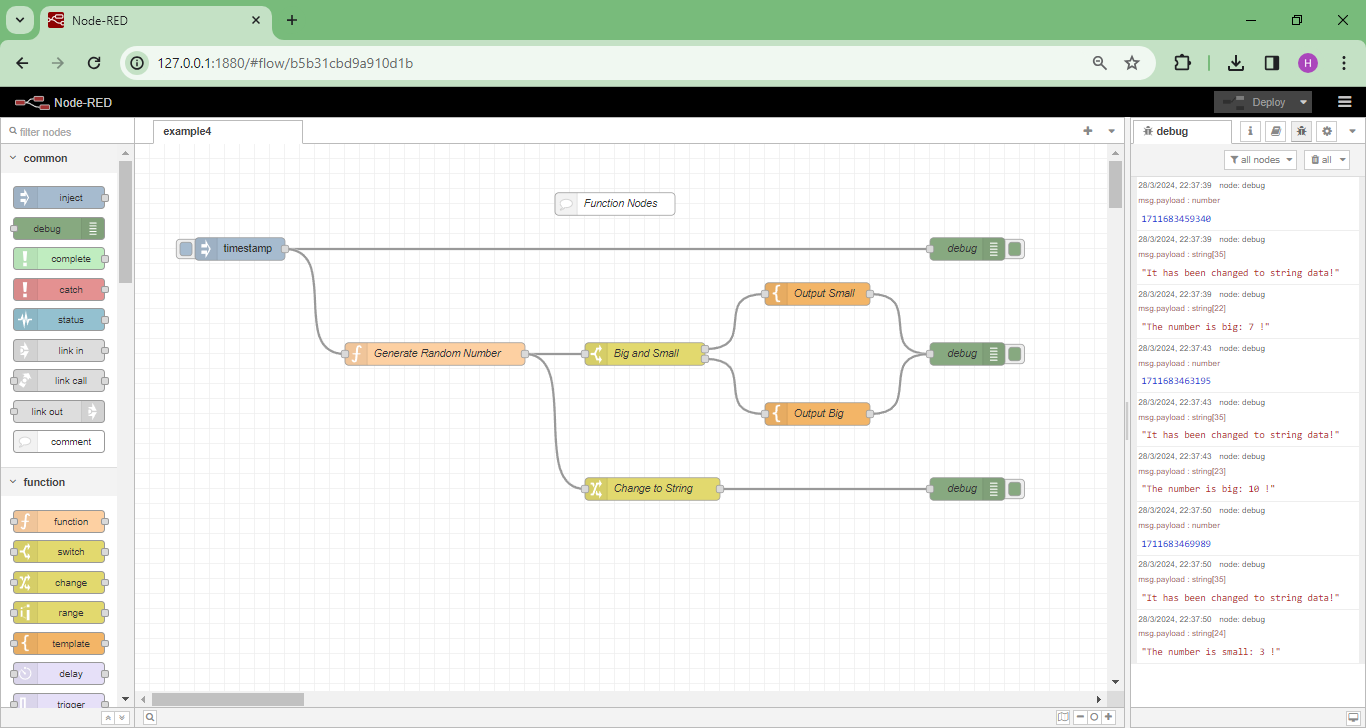 Node-RED
127.0.0.1:1880/#flow/b5b31cbd9a910d1b
H
Node-RED
Deploy
filter nodes
common
inject
debug
complete
catch
status
link in
link call
link out
comment
function
function
switch
change
range
template
delay
trigger
example4
Function Nodes
timestamp
debug
Output Small
Generate Random Number
Big and Small
debug
Output Big
Change to String
debug
debug
i
all nodes
all
28/3/2024, 22:37:39 node: debug
msg.payload : number
1711683459340
28/3/2024, 22:37:39 node: debug
msg.payload : string[35]
"It has been changed to string data!"
28/3/2024, 22:37:39 node: debug
msg.payload : string[22]
"The number is big: 7 !"
28/3/2024, 22:37:43 node: debug
msg.payload : number
1711683463195
28/3/2024, 22:37:43 node: debug
msg.payload : string[35]
"It has been changed to string data!"
28/3/2024, 22:37:43 node: debug
msg.payload : string[23]
"The number is big: 10 !"
28/3/2024, 22:37:50 node: debug
msg.payload : number
1711683469989
28/3/2024, 22:37:50 node: debug
msg.payload : string[35]
"It has been changed to string data!"
28/3/2024, 22:37:50 node: debug
msg.payload : string[24]
"The number is small: 3 !"